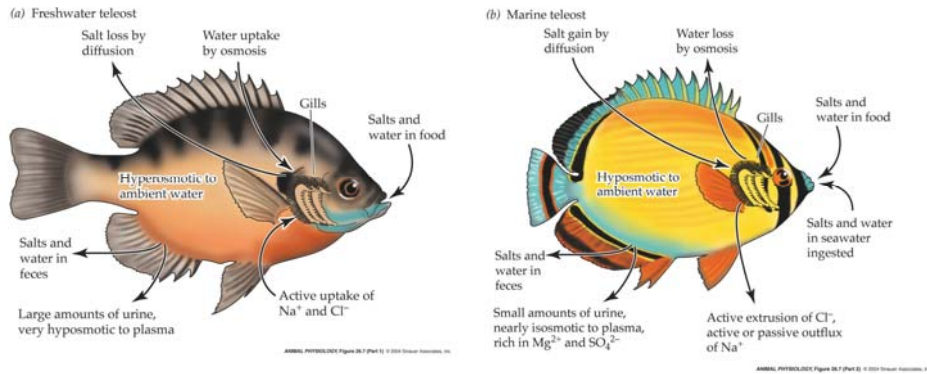 (a) Freshwater teleost
Salt loss by
diffusion
Water uptake
by osmosis
Gills
Salts and
water in food
Hyperosmotic to
ambient water
Salts and
water in
feces
Large amounts of urine,
very hyposmotic to plasma
Active uptake of
Na⁺ and Cl⁻
ANIMAL PHYSIOLOGY, Figure 26.7 (Part 1) © 2004 Sinauer Associates, Inc.
(b) Marine teleost
Salt gain by
diffusion
Water loss
by osmosis
Gills
Salts and
water in food
Hyposmotic to
ambient water
Salts and water
in seawater
ingested
Salts and
water in
feces
Small amounts of urine,
nearly isosmotic to plasma,
rich in Mg²⁺ and SO₄²⁻
Active extrusion of Cl⁻,
active or passive outflux
of Na⁺
ANIMAL PHYSIOLOGY, Figure 26.7 (Part 2) © 2004 Sinauer Associates, Inc.